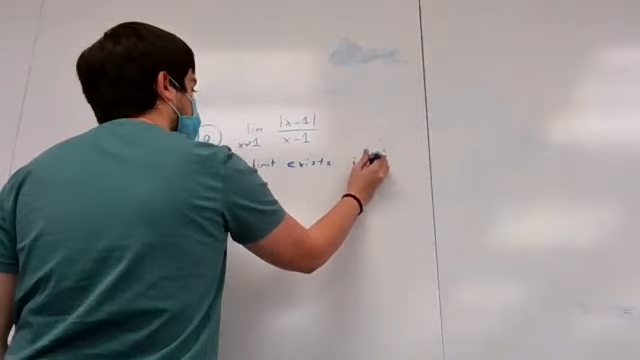 lim |x-1| / x-1
x→1
limit exists